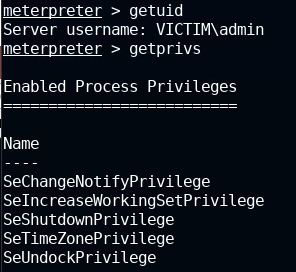 meterpreter > getuid
Server username: VICTIM\admin
meterpreter > getprivs
Enabled Process Privileges
==========================
Name
----
SeChangeNotifyPrivilege
SeIncreaseWorkingSetPrivilege
SeShutdownPrivilege
SeTimeZonePrivilege
SeUndockPrivilege